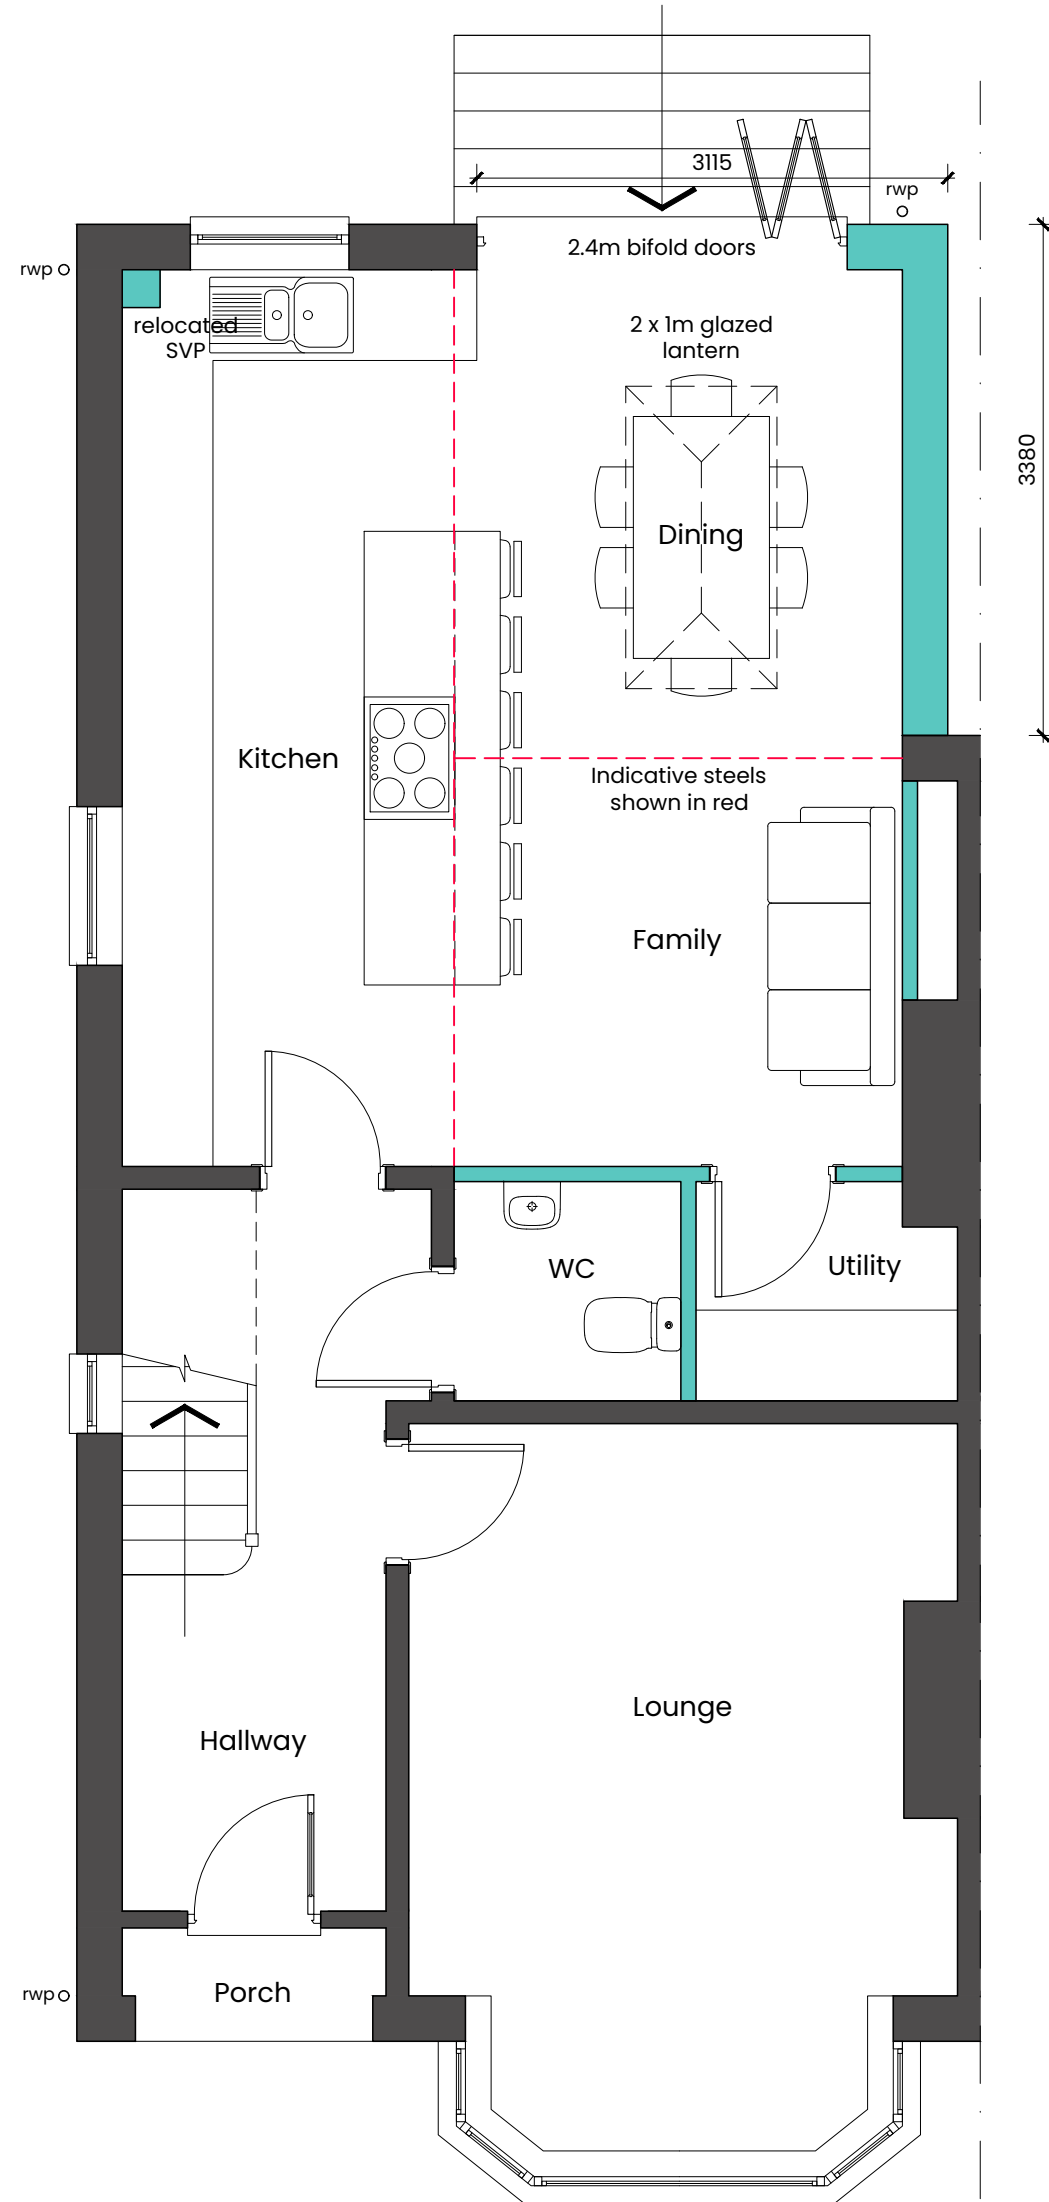 3115
rwp
2.4m bifold doors
rwp
relocated
SVP
2 x 1m glazed
lantern
3380
Dining
Kitchen
Indicative steels
shown in red
Family
WC
Utility
Lounge
Hallway
Porch
rwp